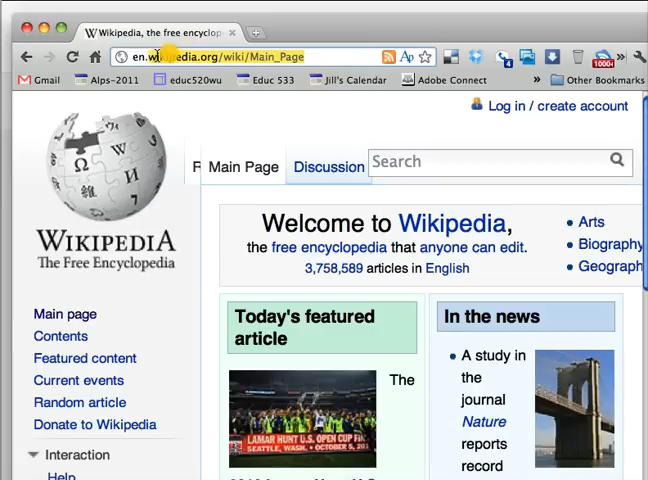 Wikipedia, the free encyclop
en.wikipedia.org/wiki/Main_Page
Gmail Alps-2011 educ520wu Educ 533 Jill's Calendar Adobe Connect » Other Bookmarks
Log in / create account
WIKIPEDIA
The Free Encyclopedia
R Main Page Discussion Search
Welcome to Wikipedia,
the free encyclopedia that anyone can edit.
3,758,589 articles in English
Arts
Biography
Geograph
Main page
Contents
Featured content
Current events
Random article
Donate to Wikipedia
Interaction
Help
Today's featured
article
LAMAR HUNT U.S. OPEN CUP FI
SEATTLE, WASH. • OCTOBER 5, 20
The
In the news
A study in
the
journal
Nature
reports
record